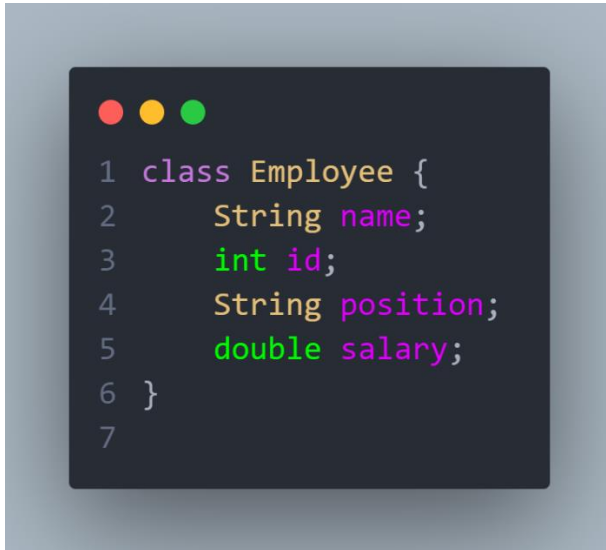 1 class Employee {
2     String name;
3     int id;
4     String position;
5     double salary;
6 }
7